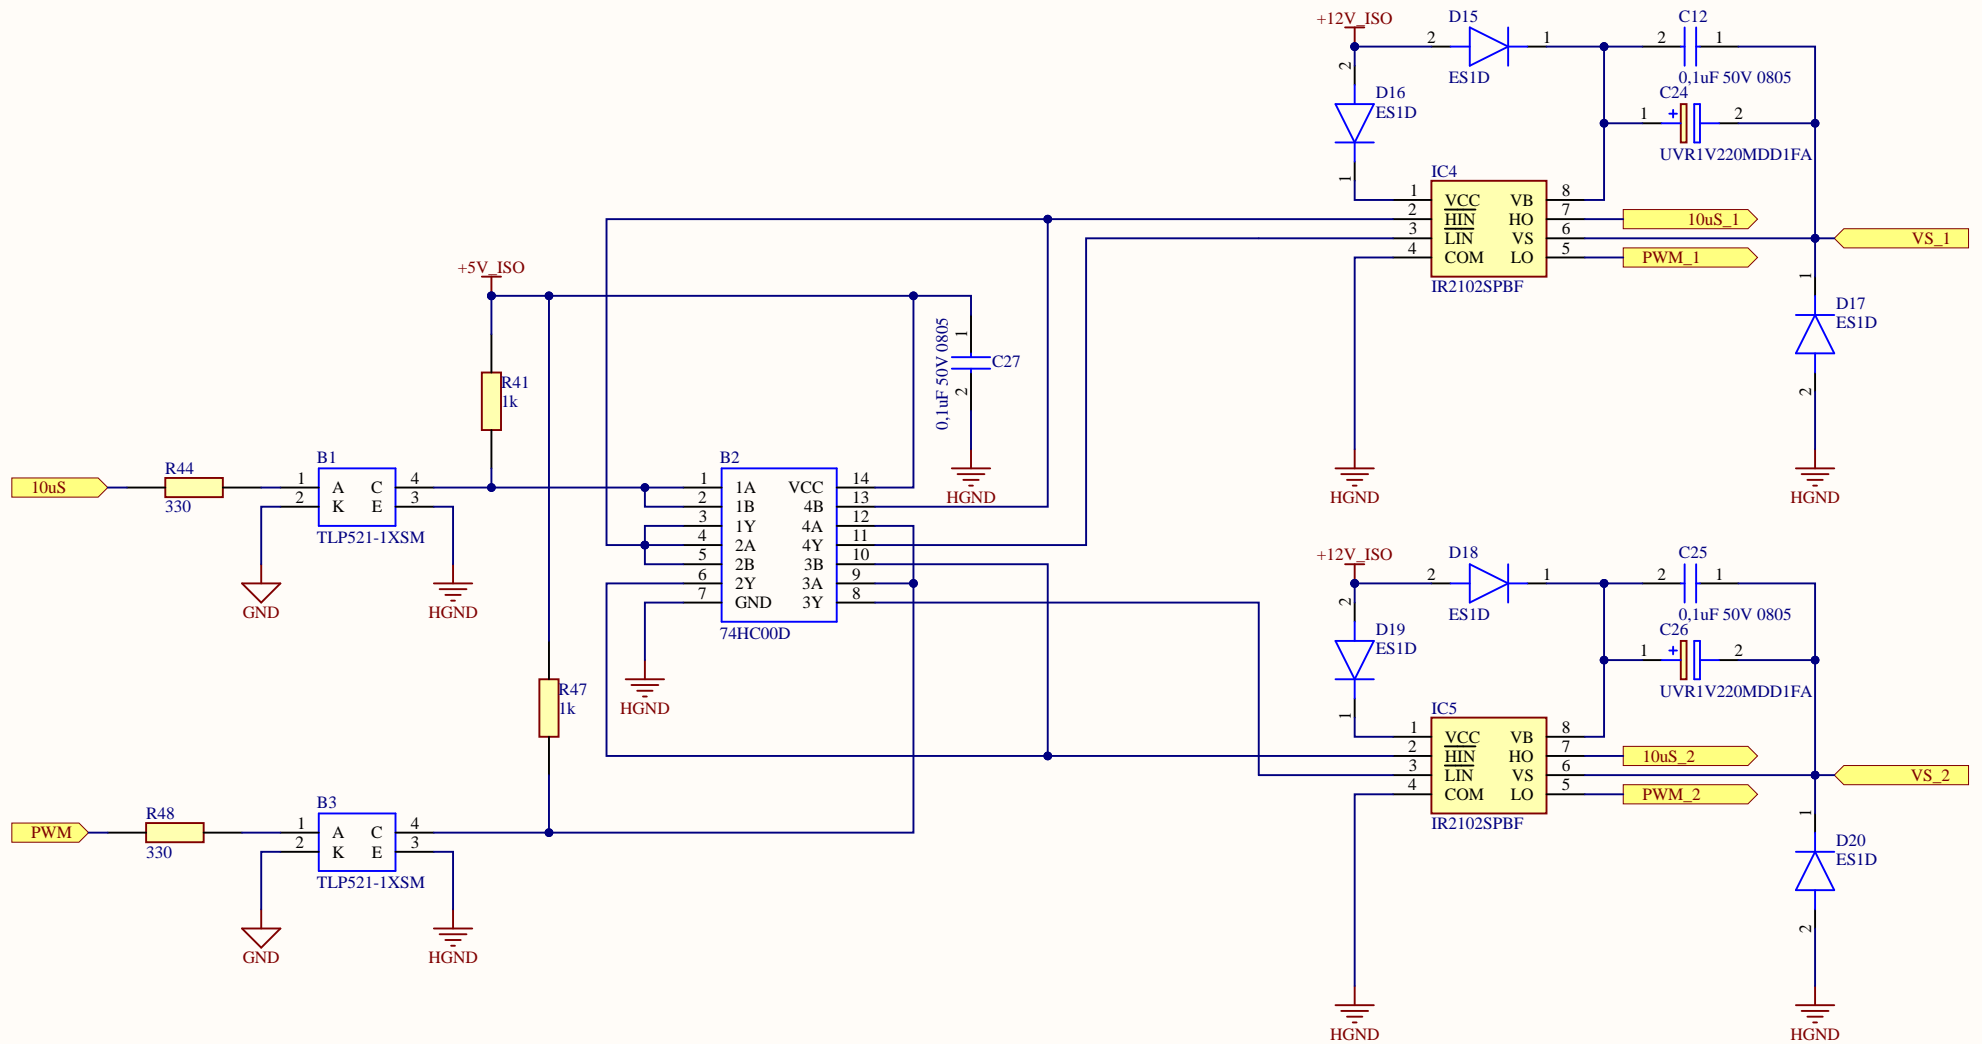 +12V_ISO
D15
C12
2
1
2
1
ES1D
0,1uF 50V 0805
2
D16
ES1D
C24
1
+
2
UVR1V220MDD1FA
1
IC4
1
VCC
VB
8
2
HIN
HO
7
10uS_1
3
LIN
VS
6
VS_1
4
COM
LO
5
PWM_1
IR2102SPBF
1
D17
ES1D
2
HGND
HGND
+5V_ISO
R41
1k
0,1uF 50V 0805
1
2
C27
HGND
10uS
R44
330
B1
1
A
C
4
2
K
E
3
TLP521-1XSM
GND
HGND
B2
1
1A
VCC
14
2
1B
4B
13
3
1Y
4A
12
4
2A
4Y
11
5
2B
3B
10
6
2Y
3A
9
7
GND
3Y
8
74HC00D
HGND
R47
1k
PWM
R48
330
B3
1
A
C
4
2
K
E
3
TLP521-1XSM
GND
HGND
+12V_ISO
D18
C25
2
1
2
1
ES1D
0,1uF 50V 0805
2
D19
ES1D
C26
1
+
2
UVR1V220MDD1FA
1
IC5
1
VCC
VB
8
2
HIN
HO
7
10uS_2
3
LIN
VS
6
VS_2
4
COM
LO
5
PWM_2
IR2102SPBF
1
D20
ES1D
2
HGND
HGND